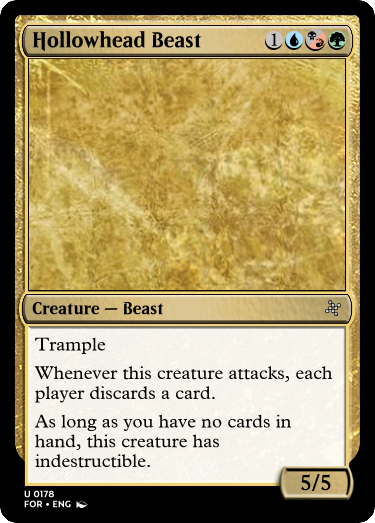 Hollowhead Beast 1
Creature — Beast
Trample
Whenever this creature attacks, each
player discards a card.
As long as you have no cards in
hand, this creature has
indestructible.
5/5
U 0178
FOR • ENG